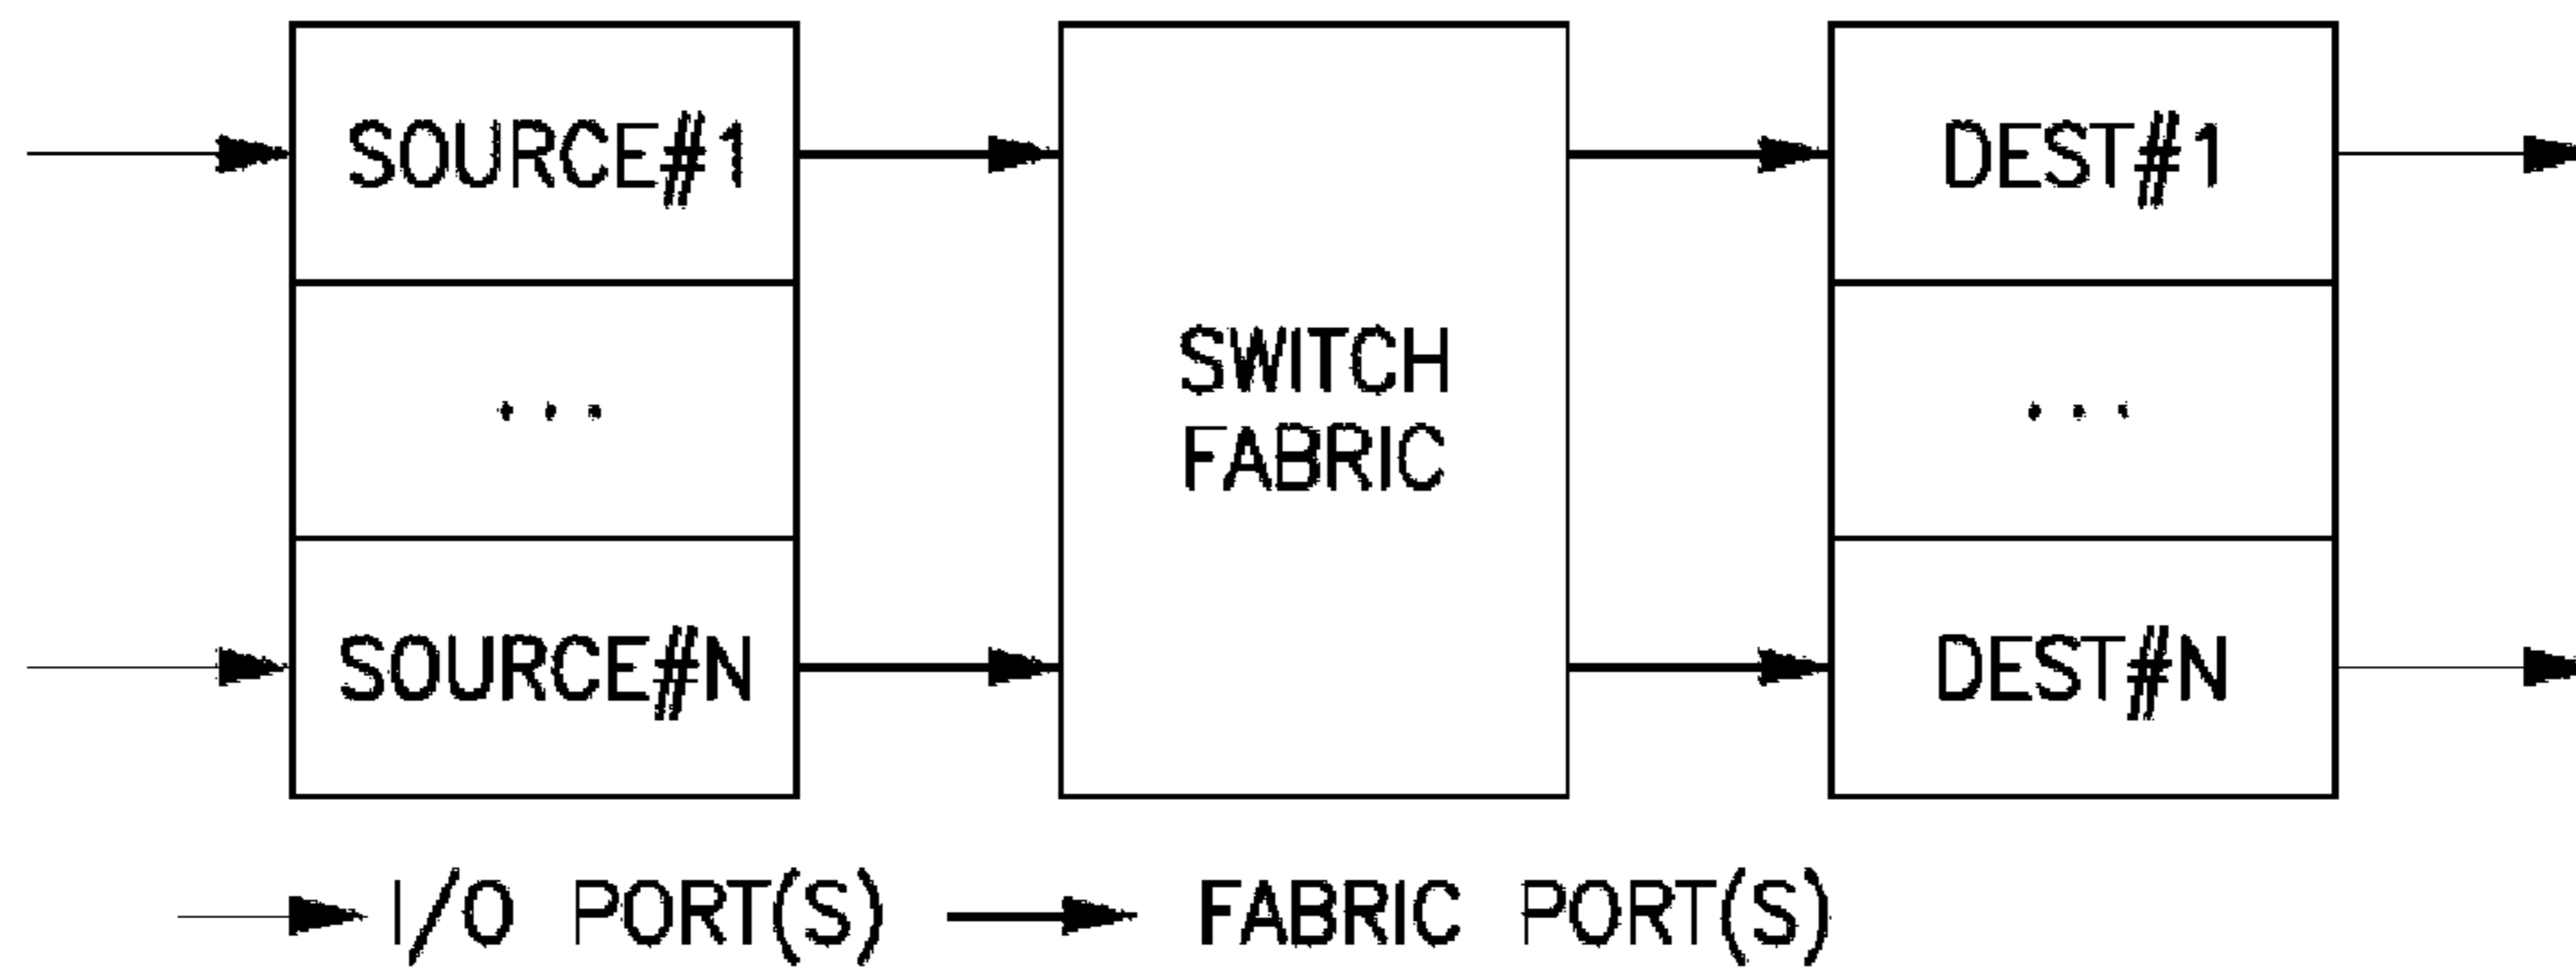 SOURCE#1
DEST#1
...
SWITCH
FABRIC
...
SOURCE#N
DEST#N
I/O PORT(S)
FABRIC PORT(S)